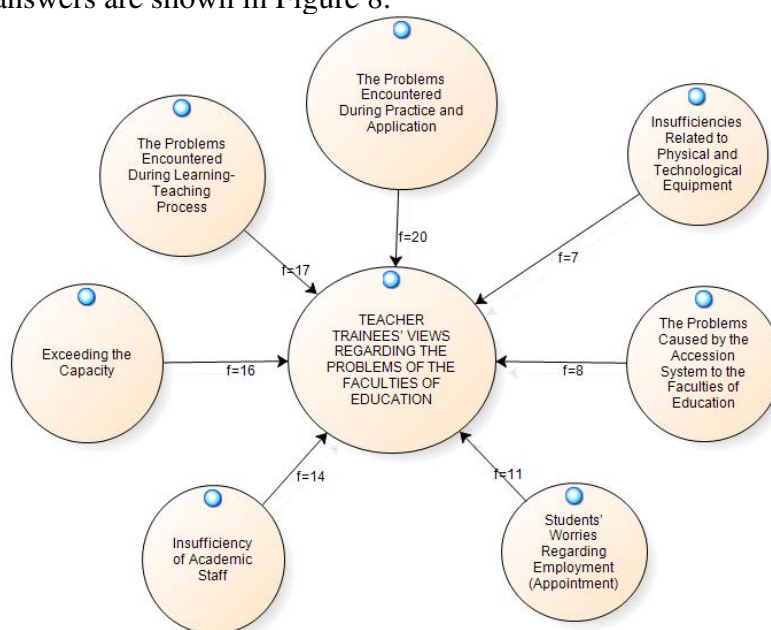 answers are shown in Figure 8.
The Problems
Encountered
During Practice and
Application
The Problems
Encountered
During Learning-
Teaching
Process
Insufficiencies
Related to
Physical and
Technological
Equipment
f=20
f=17
f=7
TEACHER
TRAINEES' VIEWS
REGARDING THE
PROBLEMS OF THE
FACULTIES OF
EDUCATION
Exceeding the
Capacity
f=16
The Problems
Caused by the
Accession
System to the
Faculties of
Education
f=8
f=14
f=11
Insufficiency
of Academic
Staff
Students'
Worries
Regarding
Employment
(Appointment)